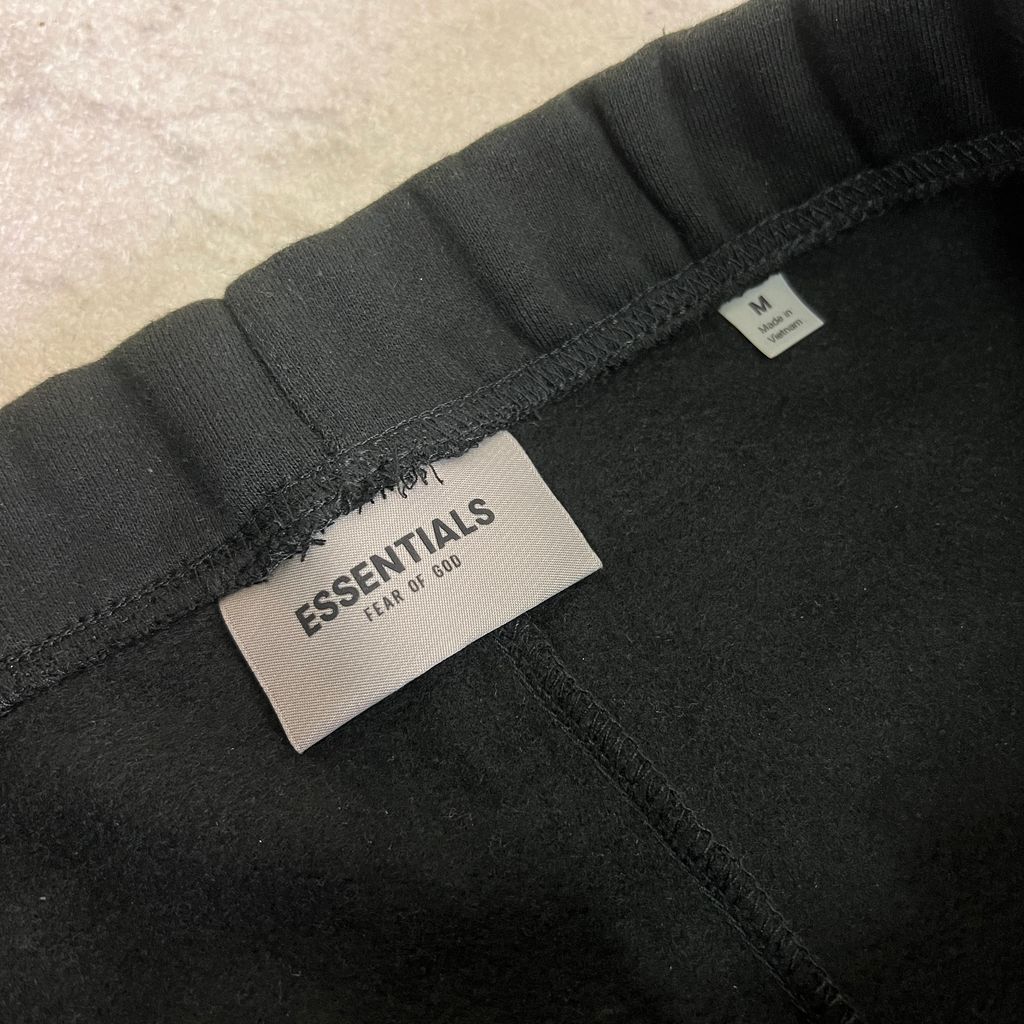 M
Made in
Vietnam
ESSENTIALS
FEAR OF GOD